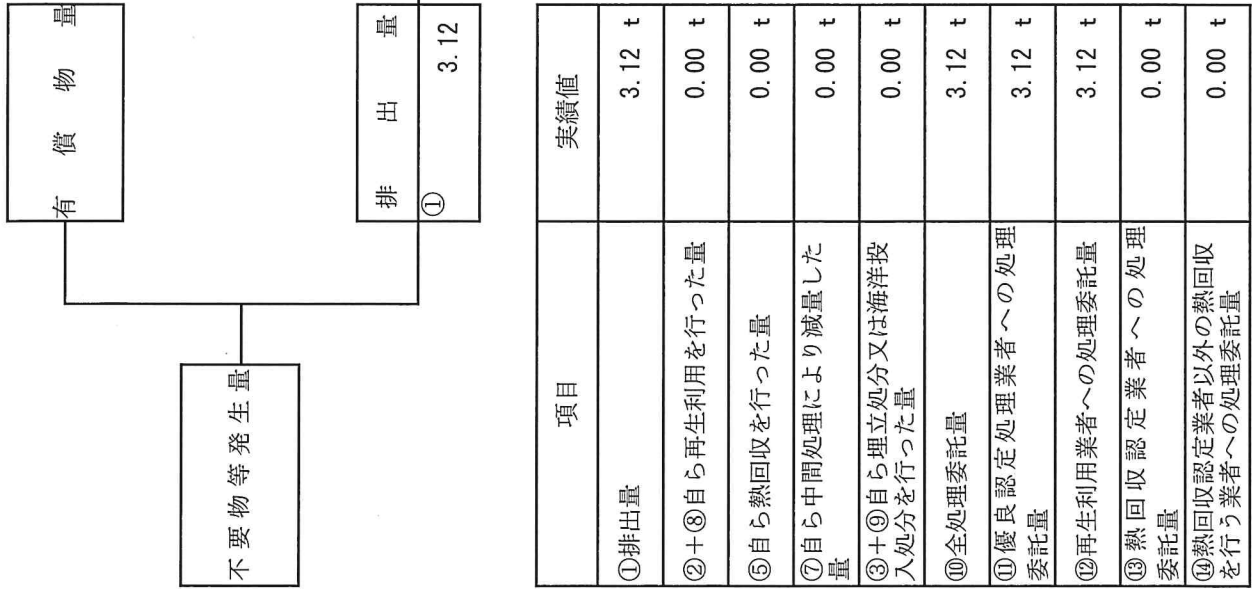 有償物量
不要物等発生量
排出量
① 3.12
項目 実績値
①排出量 3.12 t
②+⑧自ら再生利用を行った量 0.00 t
⑤自ら熱回収を行った量 0.00 t
⑦自ら中間処理により減量した
量 0.00 t
③+⑨自ら埋立処分又は海洋投
入処分を行った量 0.00 t
⑩全処理委託量 3.12 t
⑪優良認定処理業者への処理
委託量 3.12 t
⑫再生利用業者への処理委託量 3.12 t
⑬熱回収認定業者への処理
委託量 0.00 t
⑭熱回収認定業者以外の熱回収
を行う業者への処理委託量 0.00 t